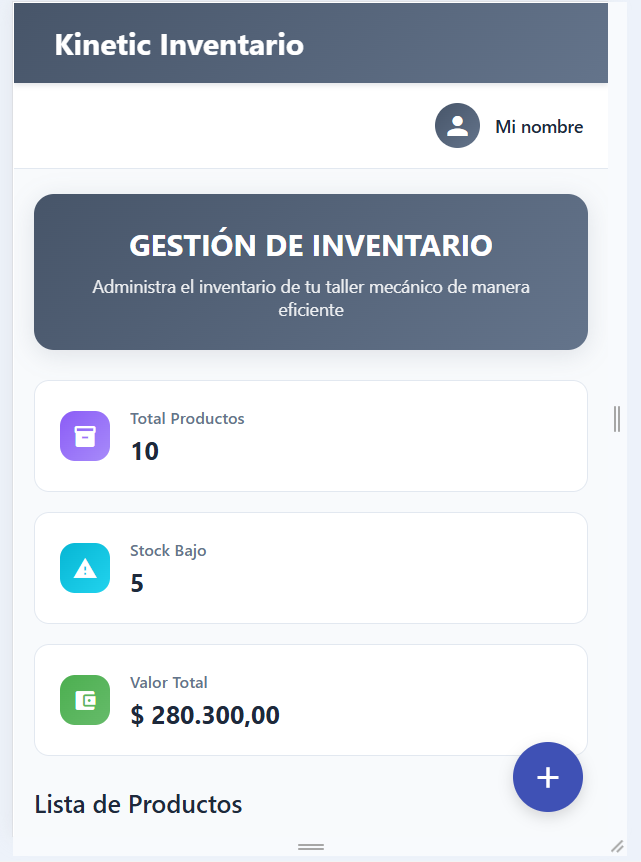 Kinetic Inventario
Mi nombre
GESTIÓN DE INVENTARIO
Administra el inventario de tu taller mecánico de manera
eficiente
Total Productos
10
Stock Bajo
5
Valor Total
$ 280.300,00
Lista de Productos